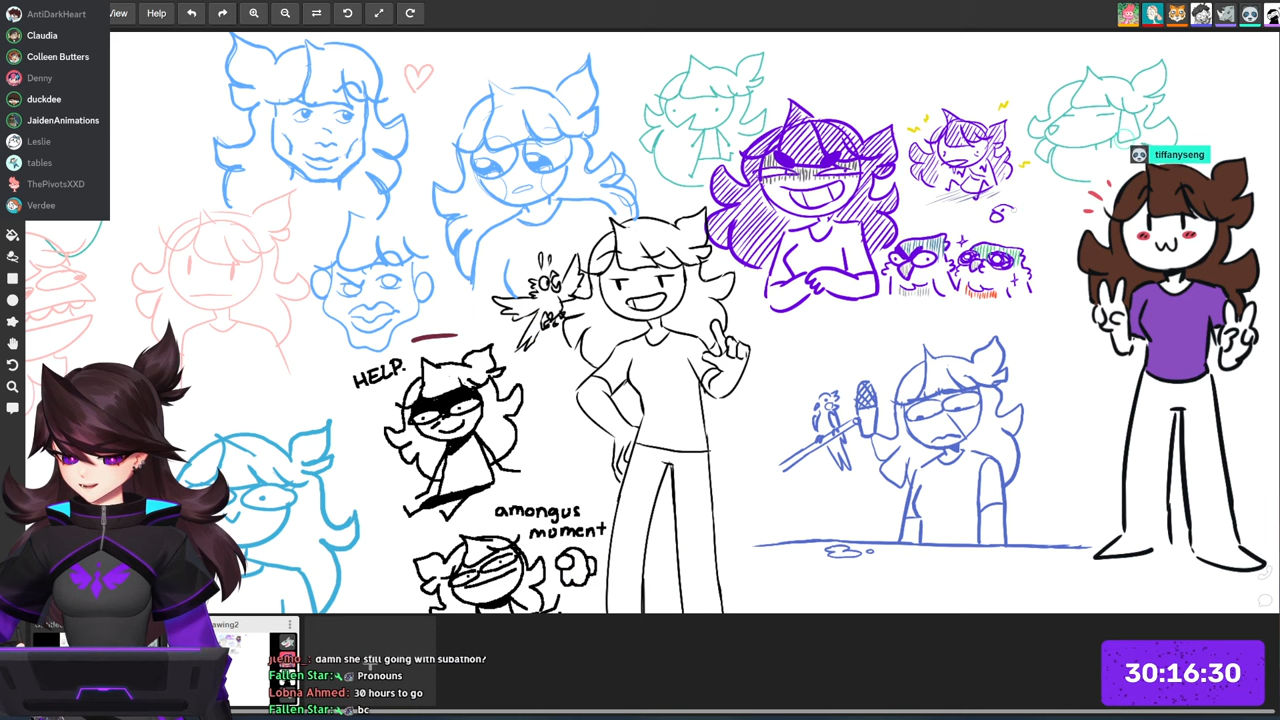 AntiDarkHeart
View
Help
Claudia
Colleen Butters
Denny
duckdee
JaidenAnimations
Leslie
tables
ThePivotsXXD
Verdee
tiffanyseng
HELP.
amongus
moment
awing2
damn she still going with subathon?
Fallen Star: Pronouns
Lobna Ahmed: 30 hours to go
Fallen Star: bc
30:16:30